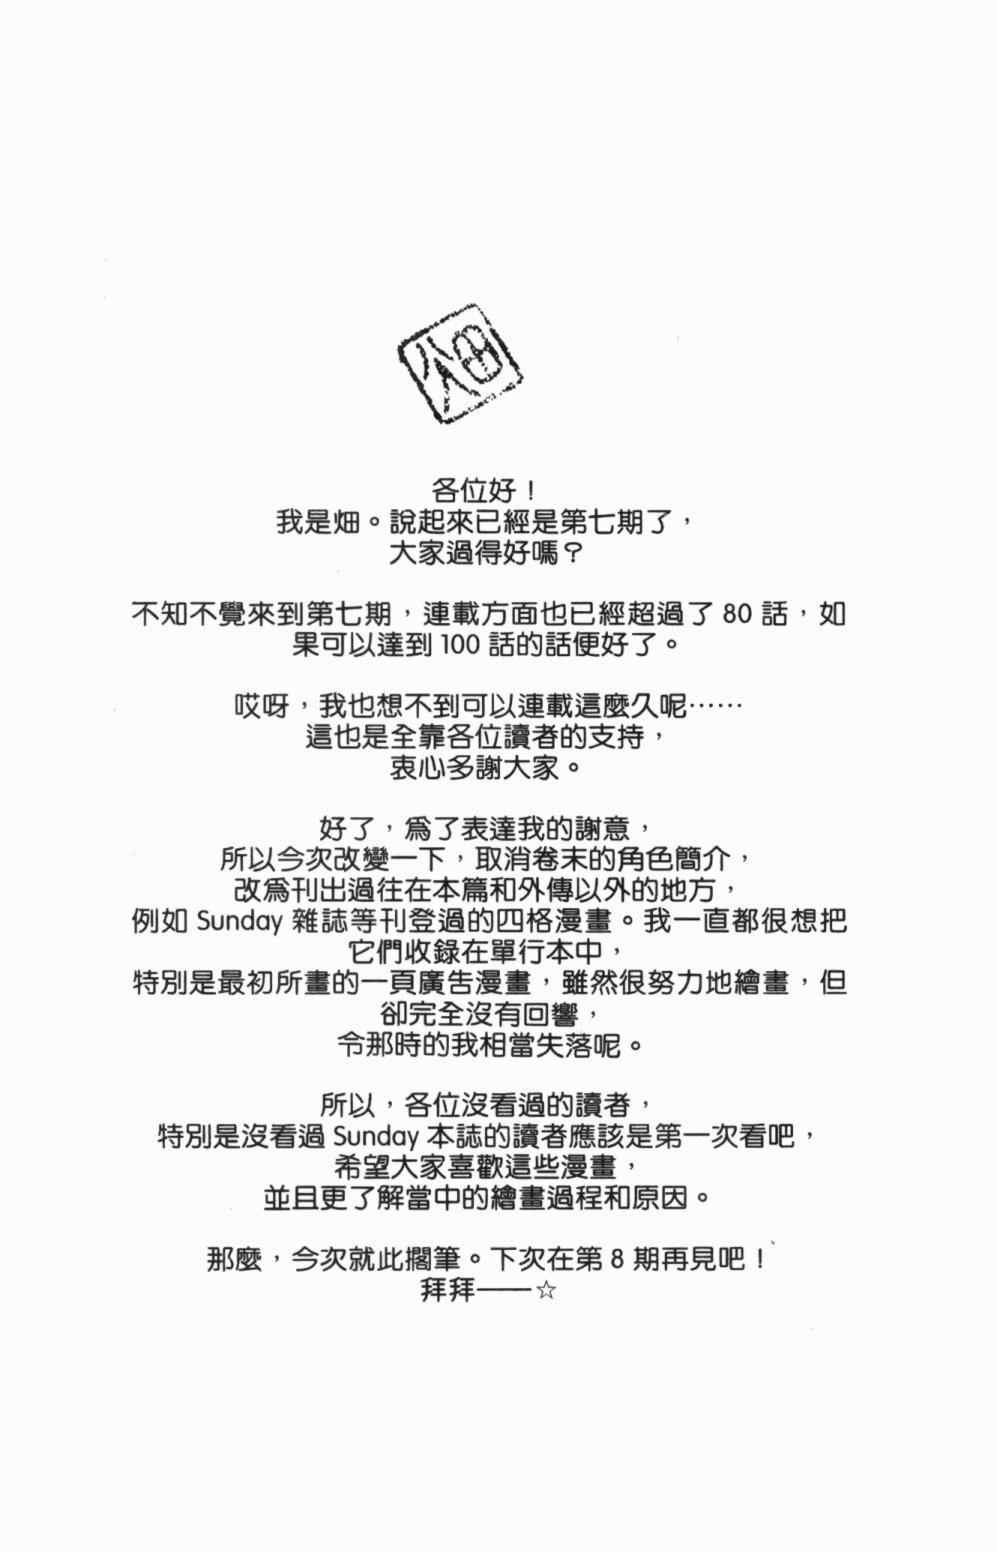 畑
各位好！
我是畑。說起來已經是第七期了，
大家過得好嗎？
不知不覺來到第七期，連載方面也已經超過了 80 話，如
果可以達到 100 話的話便好了。
哎呀，我也想不到可以連載這麼久呢……
這也是全靠各位讀者的支持，
衷心多謝大家。
好了，為了表達我的謝意，
所以今次改變一下，取消卷末的角色簡介，
改為刊出過往在本篇和外傳以外的地方，
例如 Sunday 雜誌等刊登過的四格漫畫。我一直都很想把
它們收錄在單行本中，
特別是最初所畫的一頁廣告漫畫，雖然很努力地繪畫，但
卻完全沒有回響，
令那時的我相當失落呢。
所以，各位沒看過的讀者，
特別是沒看過 Sunday 本誌的讀者應該是第一次看吧，
希望大家喜歡這些漫畫，
並且更了解當中的繪畫過程和原因。
那麼，今次就此擱筆。下次在第 8 期再見吧！
拜拜——☆